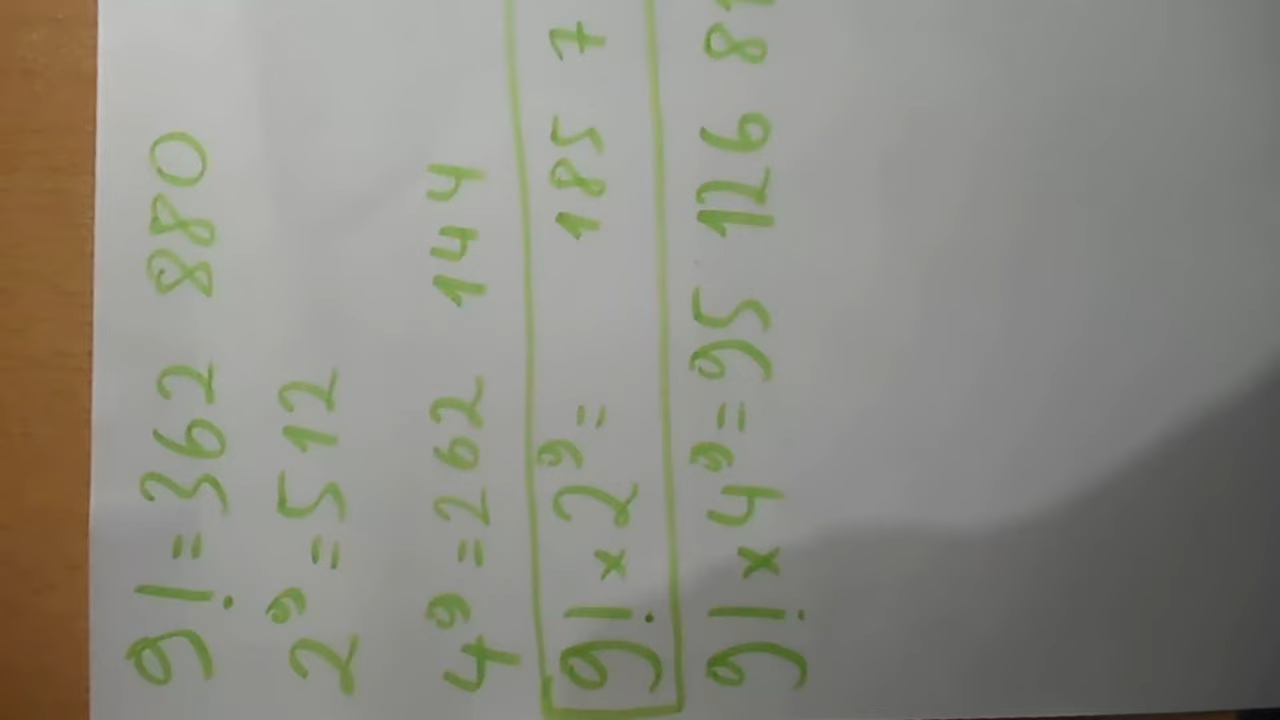 9! = 362 880
2⁹ = 512
4⁹ = 262 144
9! × 2⁹ = 185 7
9! × 4⁹ = 95 126 8